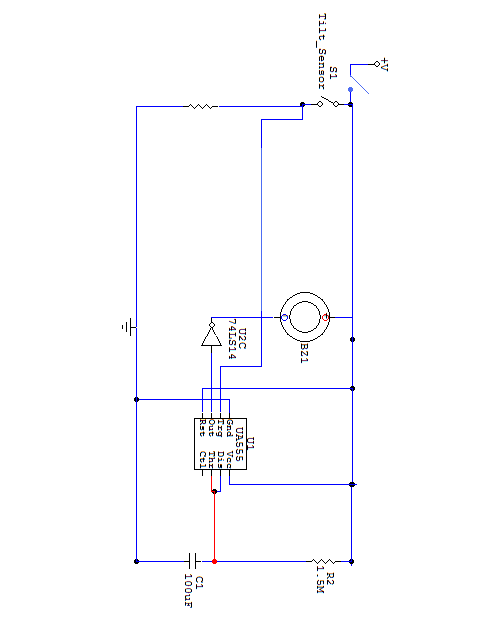 +V
S1
Tilt_Sensor
BZ1
U2C
74LS14
U1
UA555
Gnd
Trg
Out
Rst
Vcc
Dis
Thr
Ctl
R2
1.5M
C1
100uF